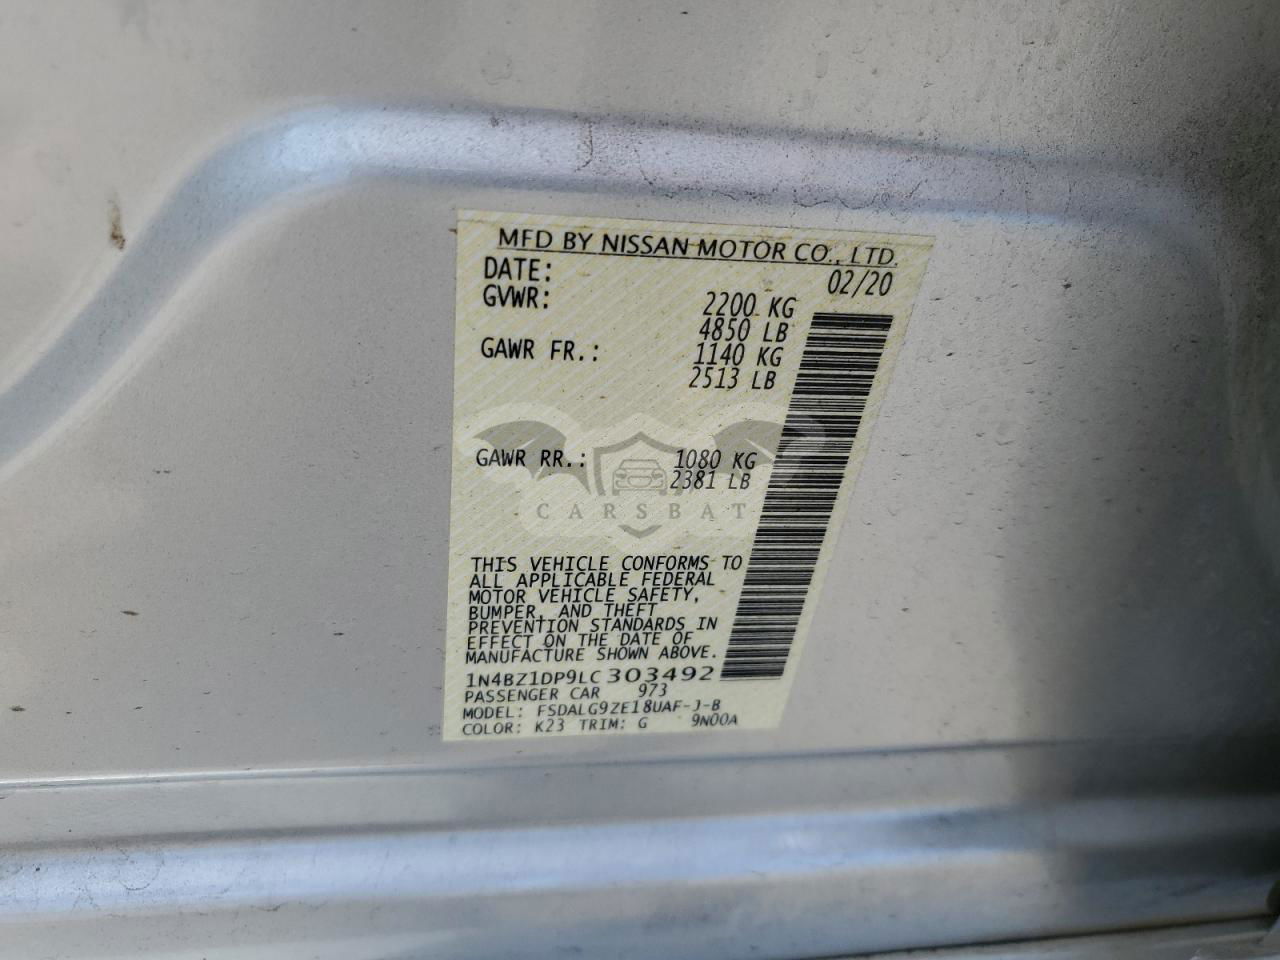 MFD BY NISSAN MOTOR CO., LTD.
DATE: 02/20
GVWR: 2200 KG
4850 LB
GAWR FR.: 1140 KG
2513 LB
GAWR RR.: 1080 KG
2381 LB
CARSBAT
THIS VEHICLE CONFORMS TO
ALL APPLICABLE FEDERAL
MOTOR VEHICLE SAFETY,
BUMPER, AND THEFT
PREVENTION STANDARDS IN
EFFECT ON THE DATE OF
MANUFACTURE SHOWN ABOVE.
1N4BZ1DP9LC303492
PASSENGER CAR 973
MODEL: FSDALG9ZE18UAF-J-B
COLOR: K23 TRIM: G 9N00A